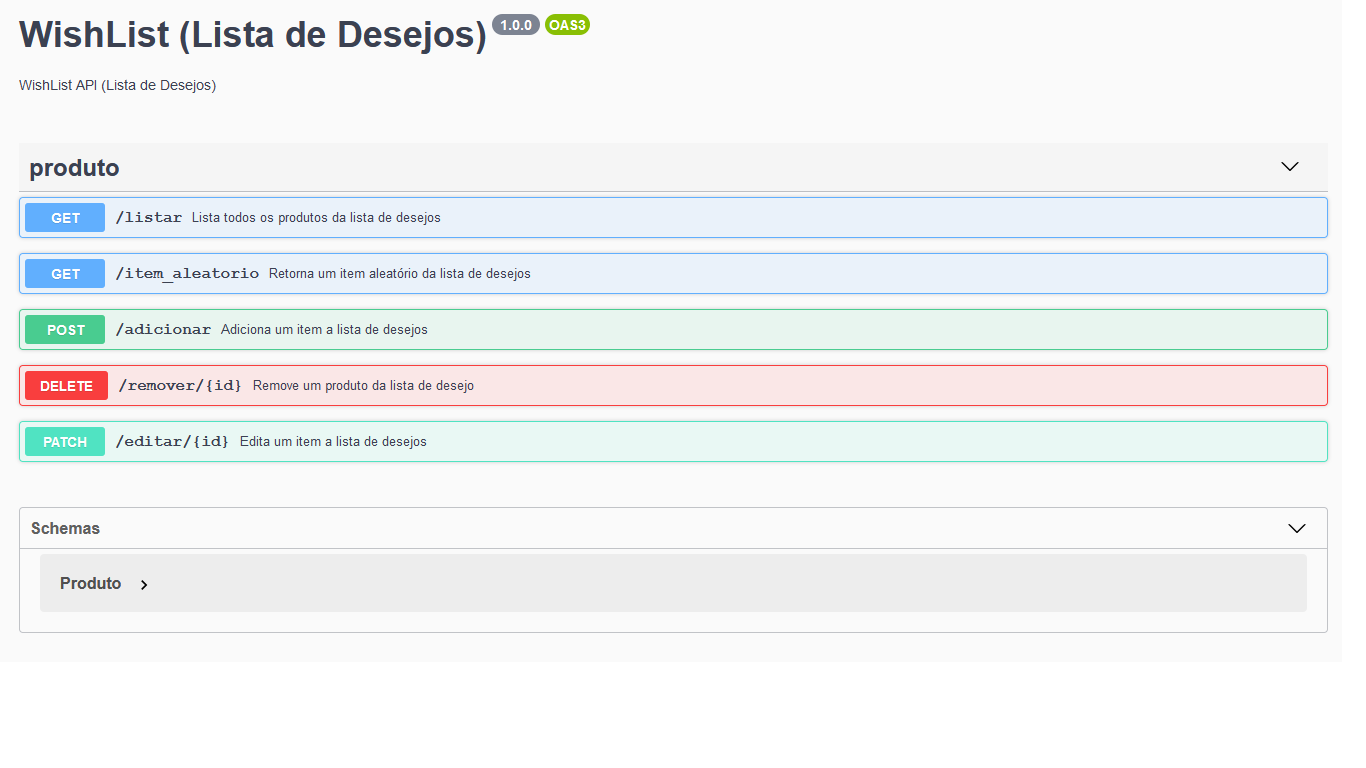 WishList (Lista de Desejos) 1.0.0 OAS3
WishList API (Lista de Desejos)
produto
GET /listar Lista todos os produtos da lista de desejos
GET /item_aleatorio Retorna um item aleatório da lista de desejos
POST /adicionar Adiciona um item a lista de desejos
DELETE /remover/{id} Remove um produto da lista de desejo
PATCH /editar/{id} Edita um item a lista de desejos
Schemas
Produto